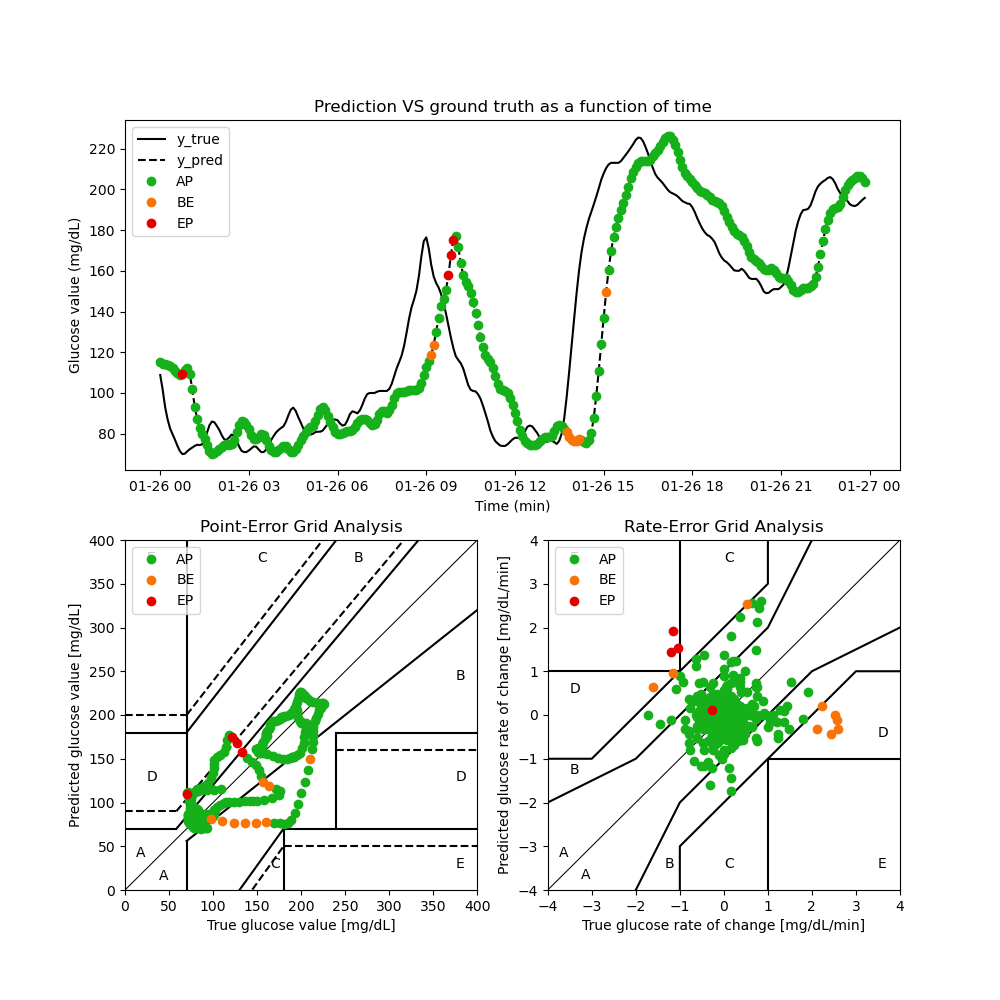 Prediction VS ground truth as a function of time
Glucose value (mg/dL)
220
200
180
160
140
120
100
80
y_true
y_pred
AP
BE
EP
01-26 00 01-26 03 01-26 06 01-26 09 01-26 12 01-26 15 01-26 18 01-26 21 01-27 00
Time (min)
Point-Error Grid Analysis
Predicted glucose value [mg/dL]
400
350
300
250
200
150
100
50
0
AP
BE
EP
C
B
B
D
D
A
A
C
E
0 50 100 150 200 250 300 350 400
True glucose value [mg/dL]
Rate-Error Grid Analysis
Predicted glucose rate of change [mg/dL/min]
4
3
2
1
0
−1
−2
−3
−4
AP
BE
EP
C
D
D
B
A
A
B
C
E
−4 −3 −2 −1 0 1 2 3 4
True glucose rate of change [mg/dL/min]